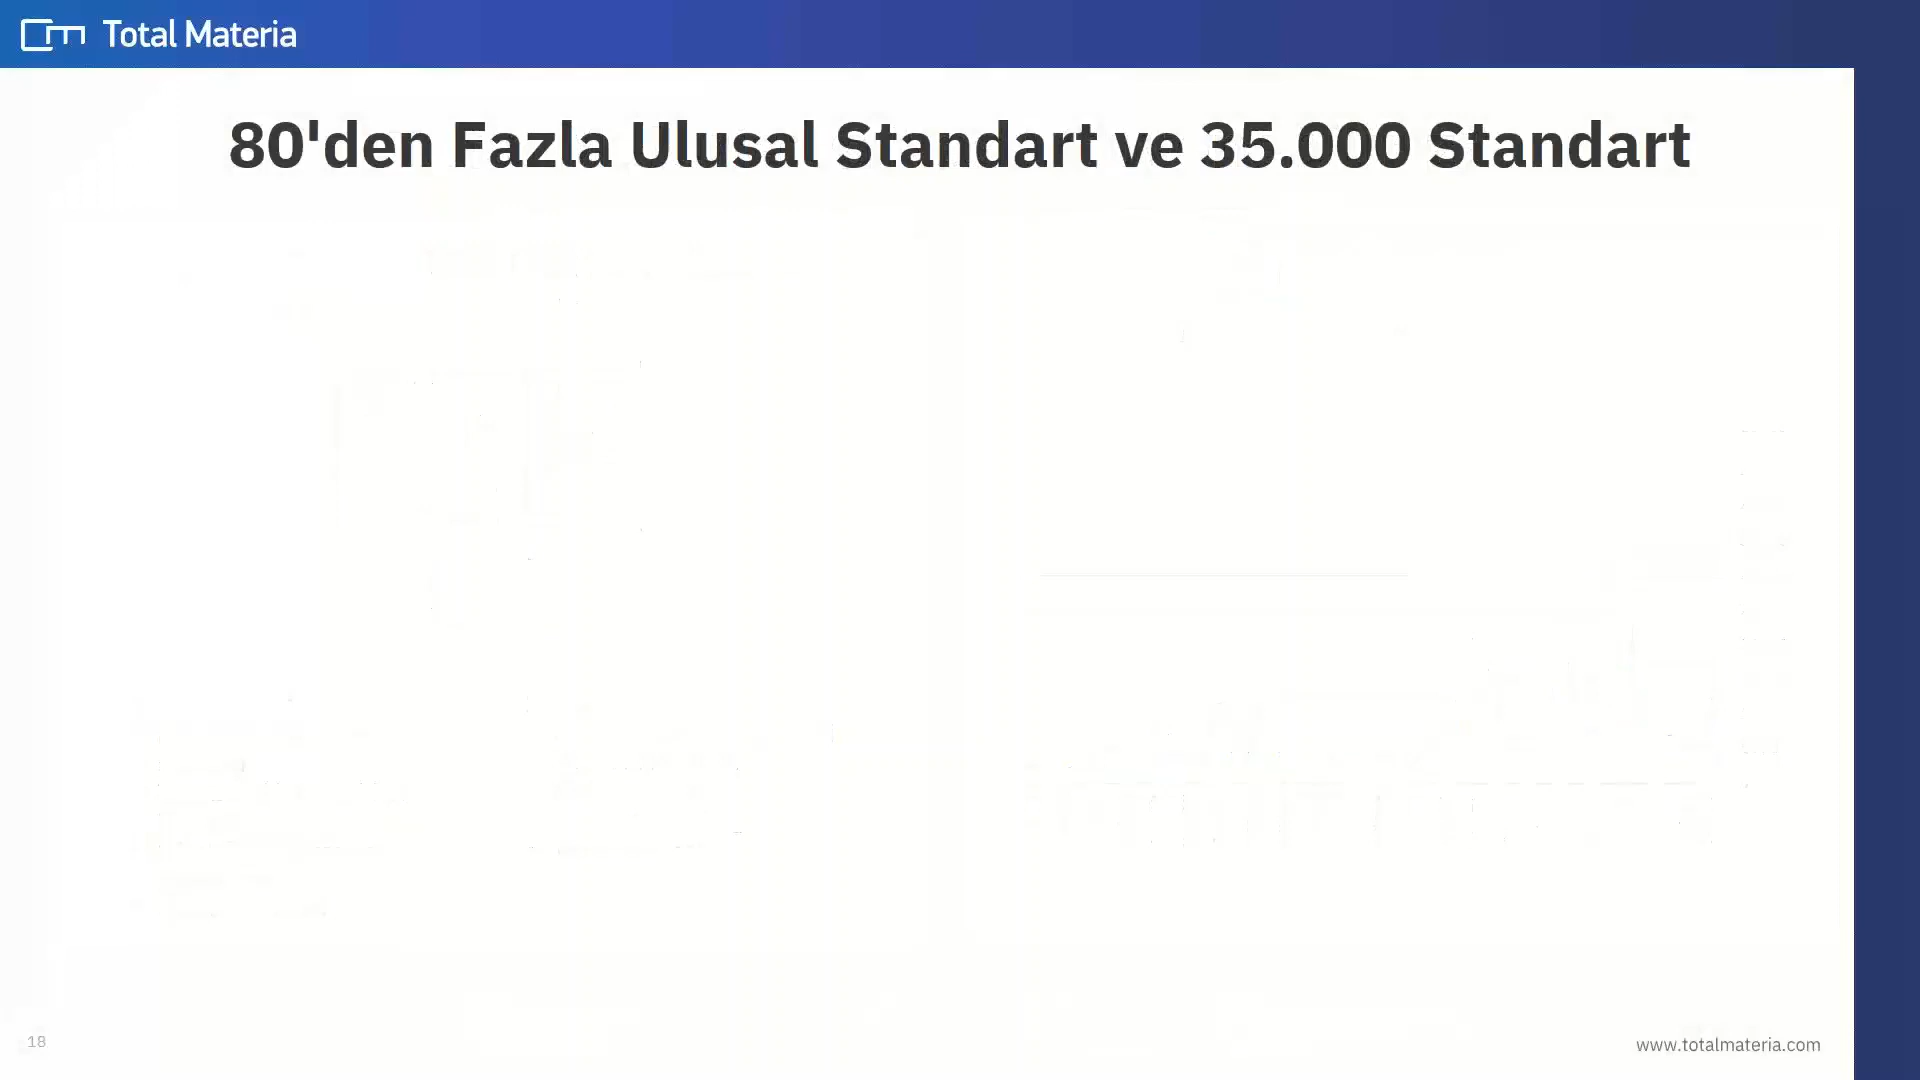 Total Materia
80'den Fazla Ulusal Standart ve 35.000 Standart
18
www.totalmateria.com